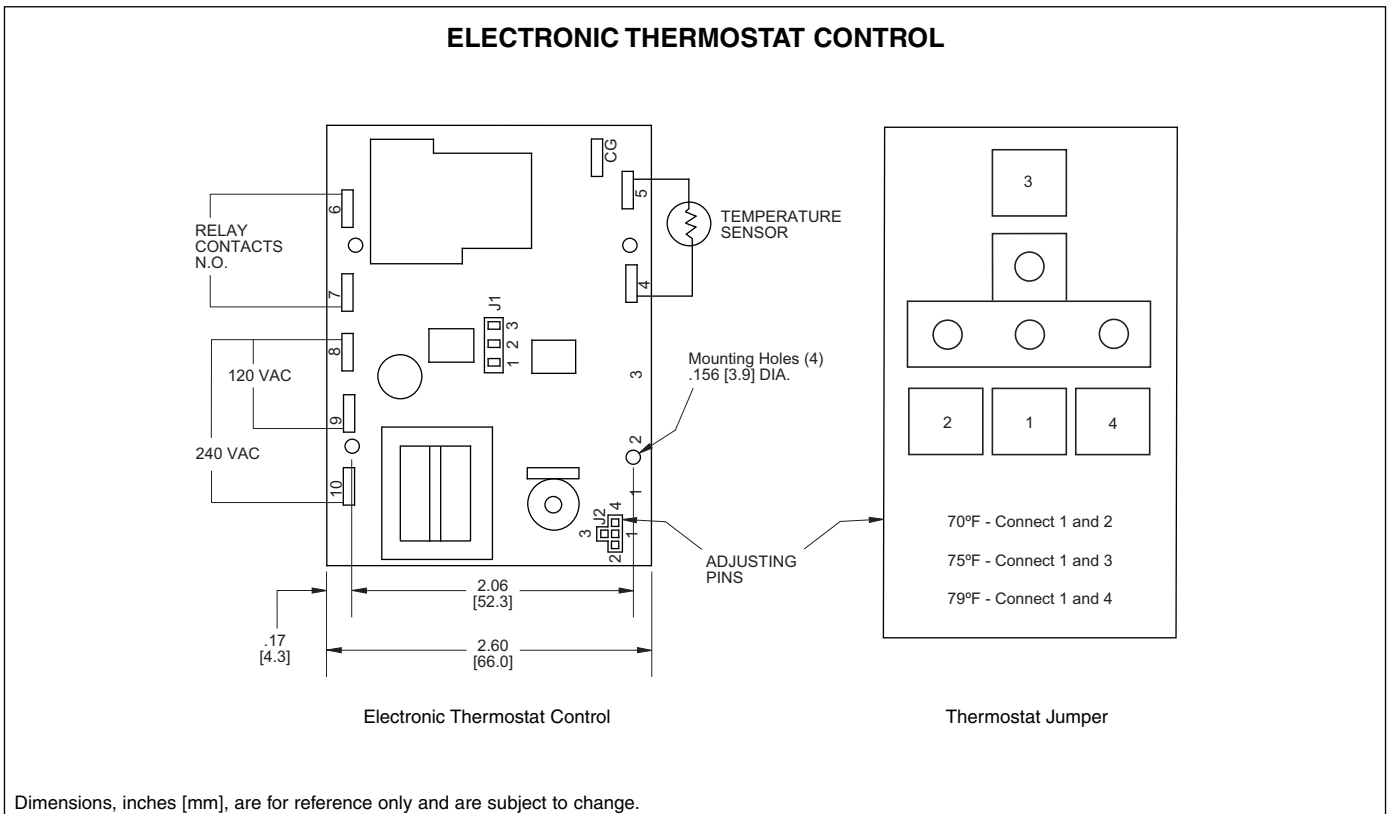 ELECTRONIC THERMOSTAT CONTROL
CG
6
5
RELAY
CONTACTS
N.O.
TEMPERATURE
SENSOR
7
4
J1
3
2
1
8
120 VAC
9
240 VAC
10
3
2
1
Mounting Holes (4)
.156 [3.9] DIA.
J2
4
3
1
2
ADJUSTING
PINS
2.06
[52.3]
.17
[4.3]
2.60
[66.0]
Electronic Thermostat Control
3
2
1
4
70ºF - Connect 1 and 2
75ºF - Connect 1 and 3
79ºF - Connect 1 and 4
Thermostat Jumper
Dimensions, inches [mm], are for reference only and are subject to change.